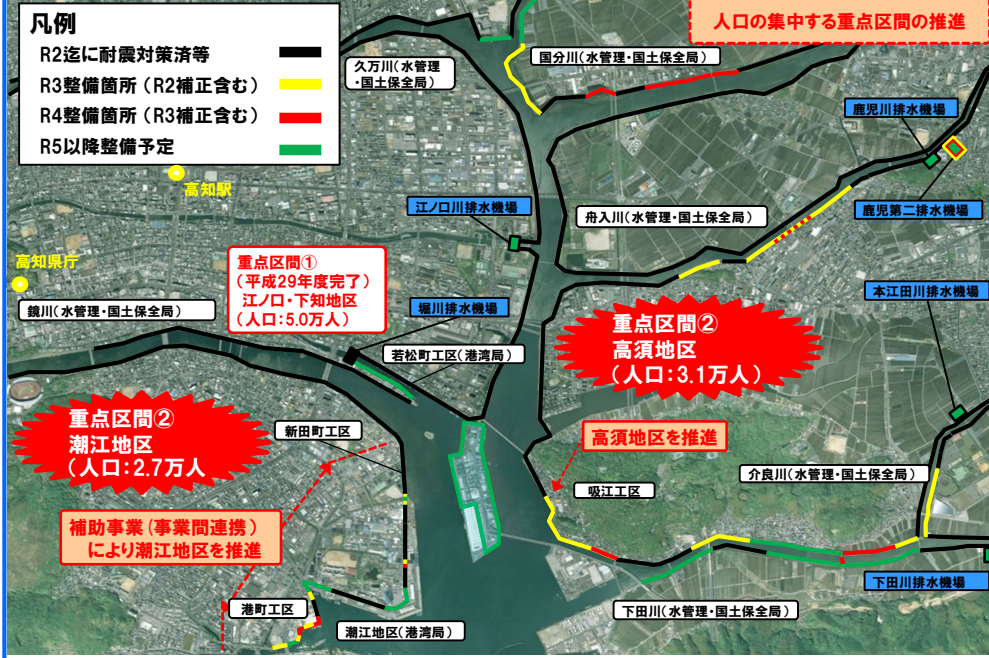 人口の集中する重点区間の推進
凡例
R2迄に耐震対策済等
R3整備箇所（R2補正含む）
R4整備箇所（R3補正含む）
R5以降整備予定
久万川（水管理
・国土保全局）
国分川（水管理・国土保全局）
鹿児川排水機場
高知駅
江ノ口川排水機場
舟入川（水管理・国土保全局）
鹿児第二排水機場
高知県庁
重点区間①
（平成29年度完了）
江ノ口・下知地区
（人口：5.0万人）
本江田川排水機場
鏡川（水管理・国土保全局）
堀川排水機場
若松町工区（港湾局）
重点区間②
高須地区
（人口：3.1万人）
重点区間②
潮江地区
（人口：2.7万人
新田町工区
高須地区を推進
吸江工区
介良川（水管理・国土保全局）
補助事業（事業間連携）
により潮江地区を推進
下田川排水機場
港町工区
潮江地区（港湾局）
下田川（水管理・国土保全局）